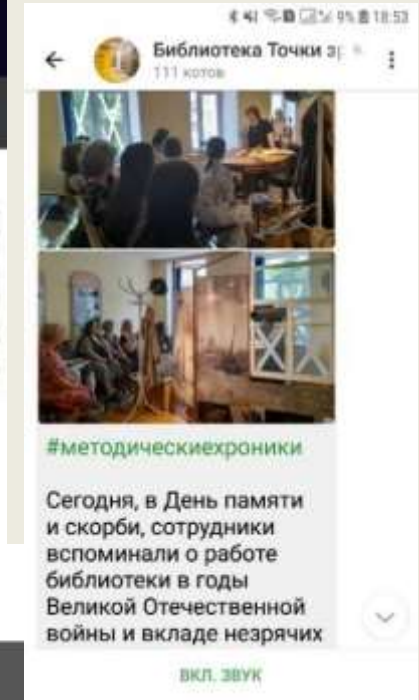 9% 18:53
Библиотека Точки з
111 котов
#методическиехроники
Сегодня, в День памяти
и скорби, сотрудники
вспоминали о работе
библиотеки в годы
Великой Отечественной
войны и вкладе незрячих
ВКЛ. ЗВУК